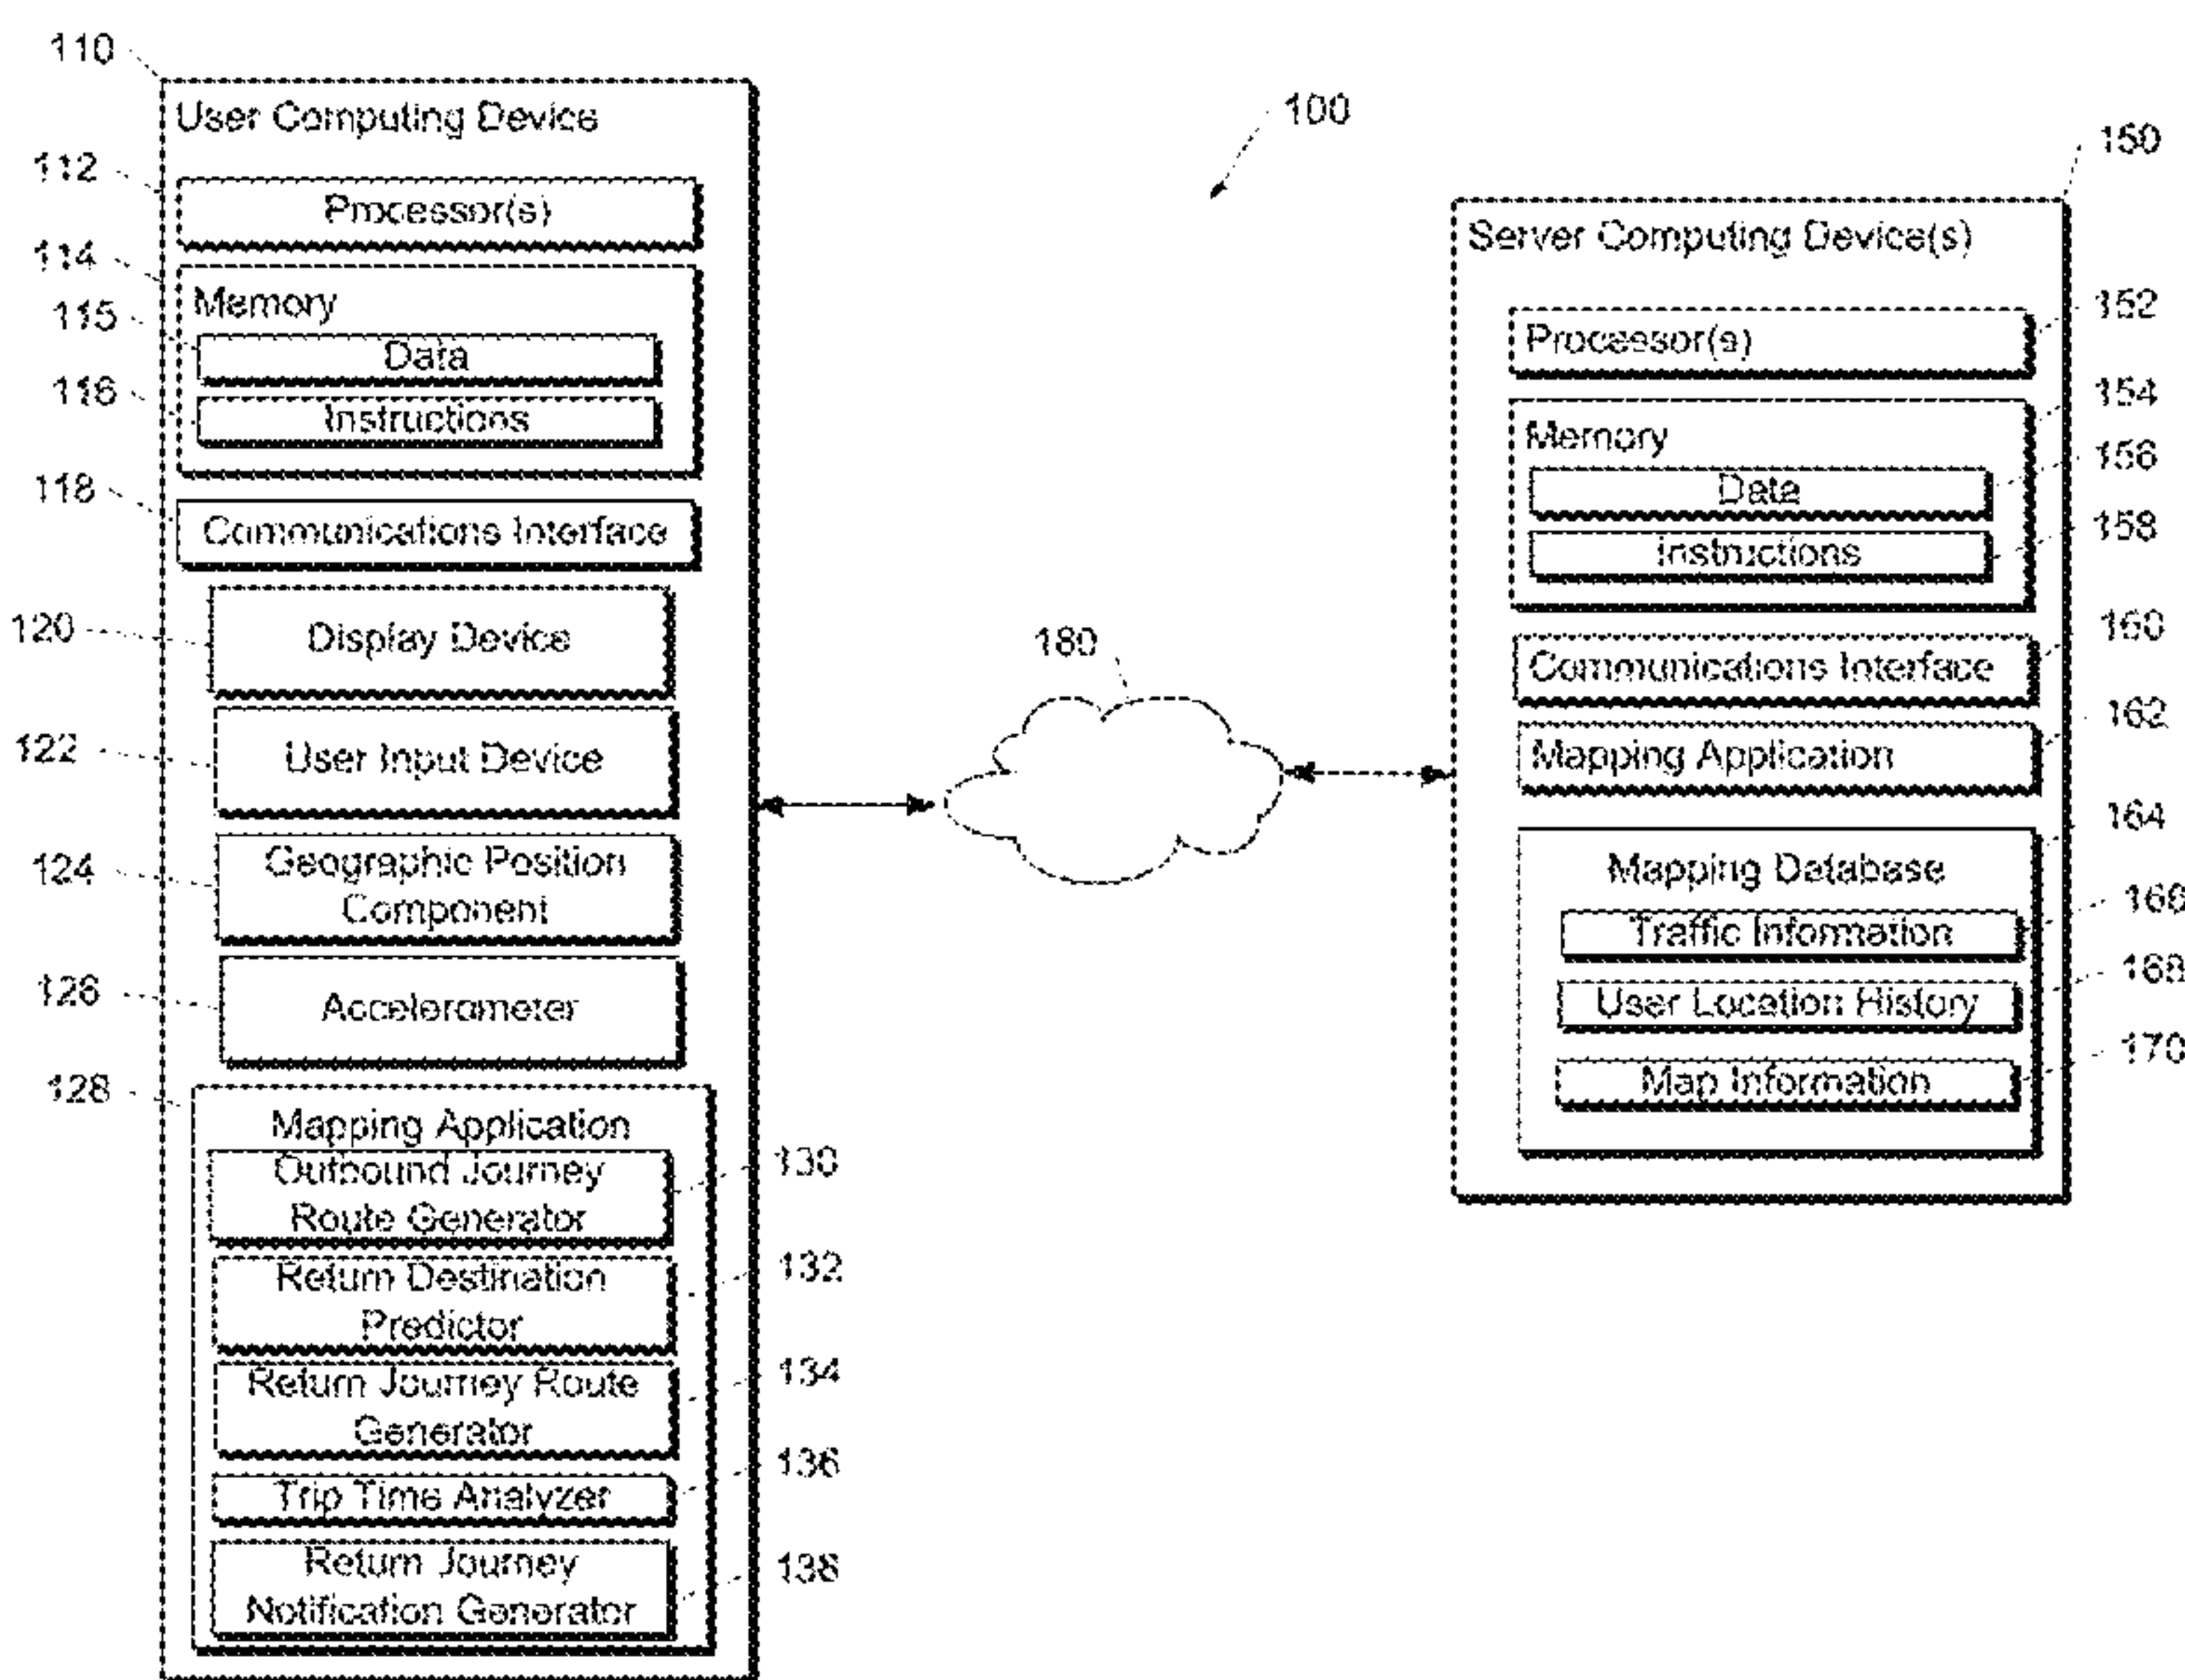 110
User Computing Device
112
Processor(s)
114
Memory
115
Data
116
Instructions
118
Communications Interface
120
Display Device
122
User Input Device
124
Geographic Position
Component
126
Accelerometer
128
Mapping Application
130
Outbound Journey
Route Generator
132
Return Destination
Predictor
134
Return Journey Route
Generator
136
Trip Time Analyzer
138
Return Journey
Notification Generator
100
180
150
Server Computing Device(s)
152
Processor(s)
154
Memory
156
Data
158
Instructions
160
Communications Interface
162
Mapping Application
164
Mapping Database
166
Traffic Information
168
User Location History
170
Map Information